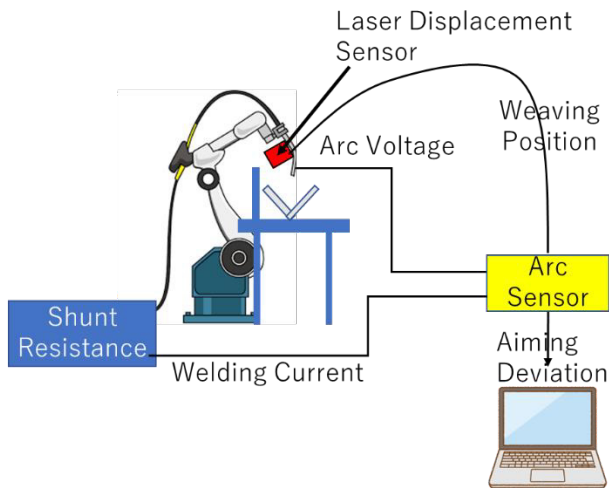 Laser Displacement
Sensor
Weaving
Position
Arc Voltage
Arc
Sensor
Shunt
Resistance
Welding Current
Aiming
Deviation